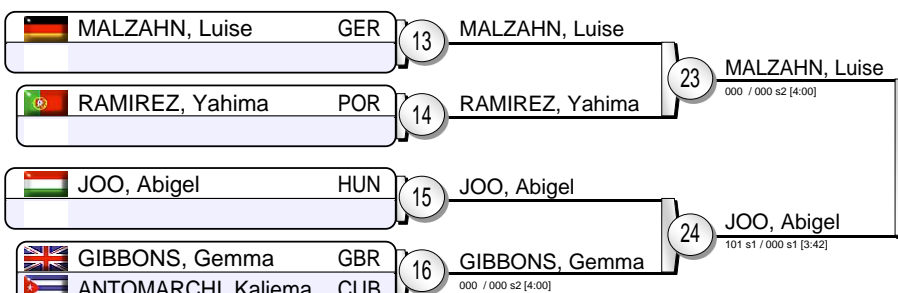 MALZAHN, Luise GER
13
MALZAHN, Luise
23
MALZAHN, Luise
000 / 000 s2 [4:00]
RAMIREZ, Yahima POR
14
RAMIREZ, Yahima
JOO, Abigel HUN
15
JOO, Abigel
24
JOO, Abigel
101 s1 / 000 s1 [3:42]
GIBBONS, Gemma GBR
16
GIBBONS, Gemma
000 / 000 s2 [4:00]
ANTOMARCHI, Kaliema CUB